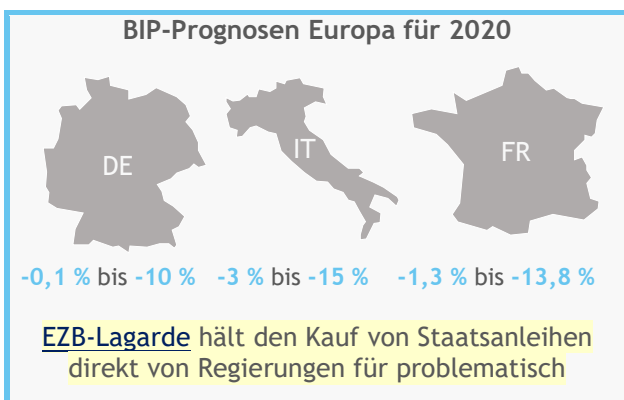 BIP-Prognosen Europa für 2020
DE
IT
FR
-0,1 % bis -10 % -3 % bis -15 % -1,3 % bis -13,8 %
EZB-Lagarde hält den Kauf von Staatsanleihen
direkt von Regierungen für problematisch